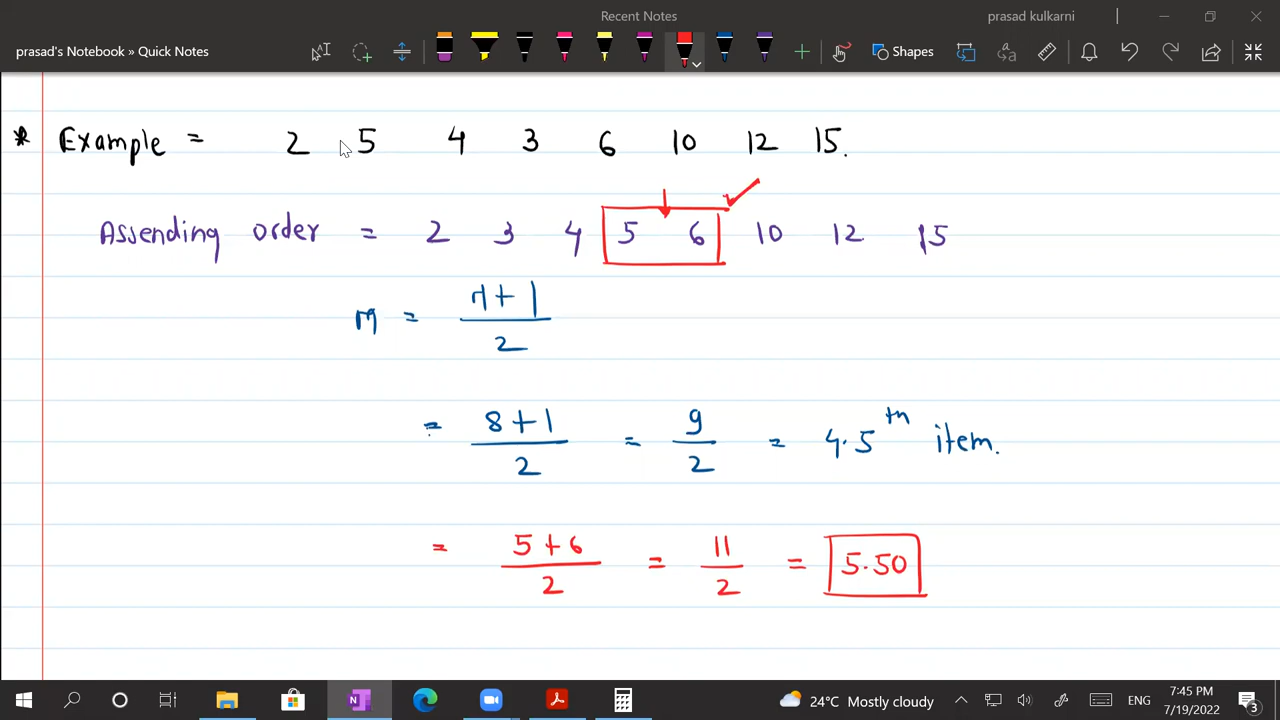 Recent Notes
prasad kulkarni
prasad's Notebook » Quick Notes
Shapes
* Example = 2 5 4 3 6 10 12 15.
Assending order = 2 3 4 5 6 10 12 15
M = n+1 / 2
= 8+1 / 2 = 9 / 2 = 4.5th item.
= 5+6 / 2 = 11 / 2 = 5.50
24°C Mostly cloudy
ENG
7:45 PM
7/19/2022
3